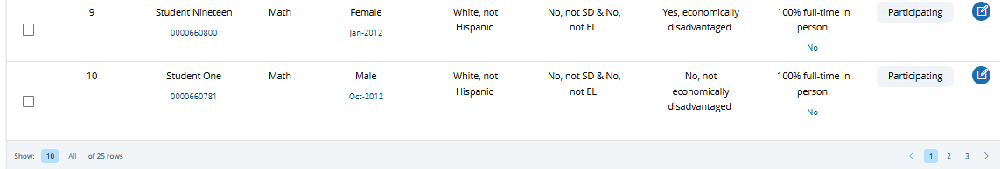 9 Student Nineteen Math Female White, not No, not SD & No, Yes, economically 100% full-time in Participating
Hispanic not EL disadvantaged person
0000660800 Jan-2012
No
10 Student One Math Male White, not No, not SD & No, No, not 100% full-time in Participating
Hispanic not EL economically person
0000660781 Oct-2012
disadvantaged
No
Show: 10 All of 25 rows < 1 2 3 >